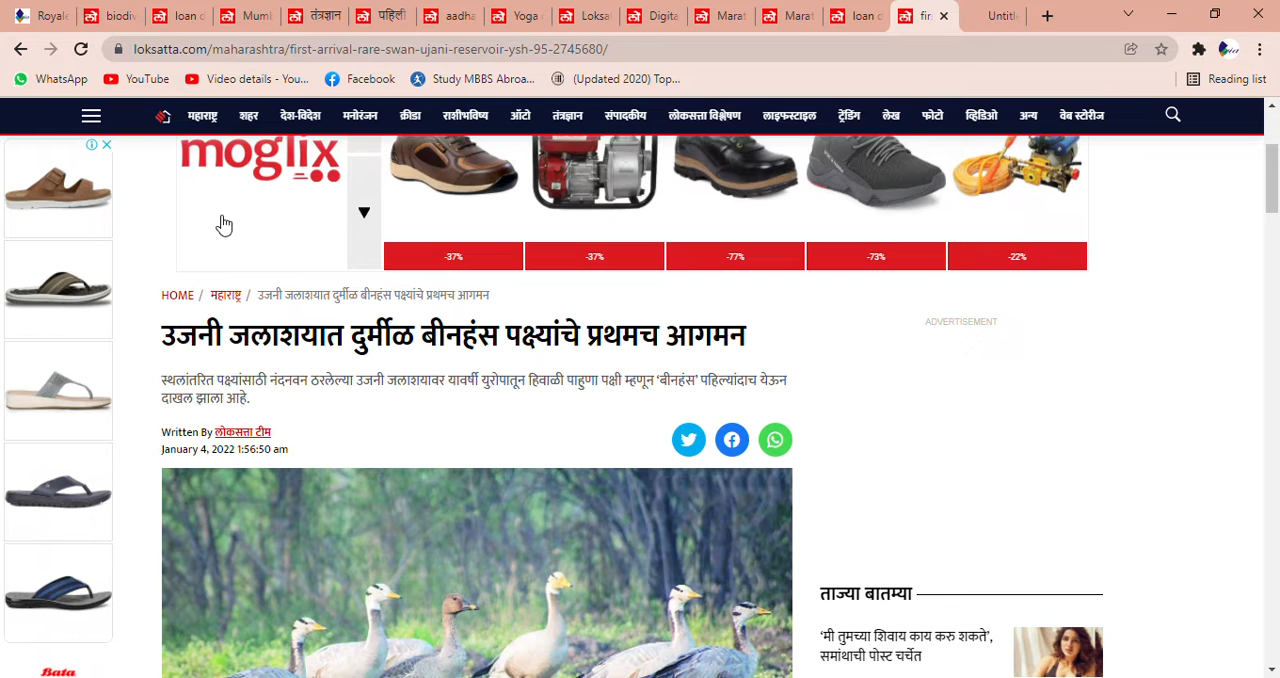 Royale
biodiv
loan d
Mumb
तंत्रज्ञान
पहिली
aadha
Yoga
Loksa
Digita
Marat
Marat
loan d
firs
Untitl
loksatta.com/maharashtra/first-arrival-rare-swan-ujani-reservoir-ysh-95-2745680/
WhatsApp
YouTube
Video details - You...
Facebook
Study MBBS Abroa...
(Updated 2020) Top...
Reading list
महाराष्ट्र
शहर
देश-विदेश
मनोरंजन
क्रीडा
राशीभविष्य
ऑटो
तंत्रज्ञान
संपादकीय
लोकसत्ता विश्लेषण
लाइफस्टाइल
ट्रेंडिंग
लेख
फोटो
व्हिडिओ
अन्य
वेब स्टोरीज
moglix
-37%
-37%
-77%
-73%
-22%
HOME / महाराष्ट्र / उजनी जलाशयात दुर्मीळ बीनहंस पक्ष्यांचे प्रथमच आगमन
उजनी जलाशयात दुर्मीळ बीनहंस पक्ष्यांचे प्रथमच आगमन
स्थलांतरित पक्ष्यांसाठी नंदनवन ठरलेल्या उजनी जलाशयावर यावर्षी युरोपातून हिवाळी पाहुणा पक्षी म्हणून ‘बीनहंस’ पहिल्यांदाच येऊन
दाखल झाला आहे.
Written By लोकसत्ता टीम
January 4, 2022 1:56:50 am
ADVERTISEMENT
ताज्या बातम्या
‘मी तुमच्या शिवाय काय करु शकते’,
समांथाची पोस्ट चर्चेत
Bata